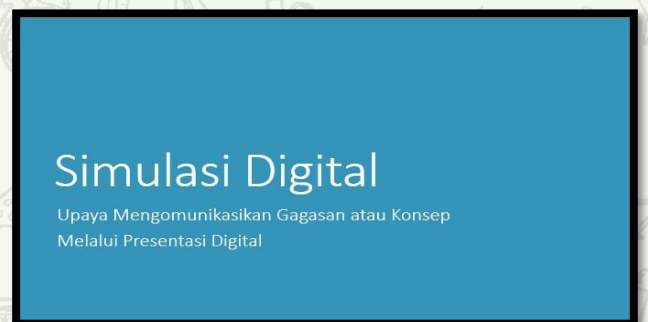 Simulasi Digital
Upaya Mengomunikasikan Gagasan atau Konsep
Melalui Presentasi Digital